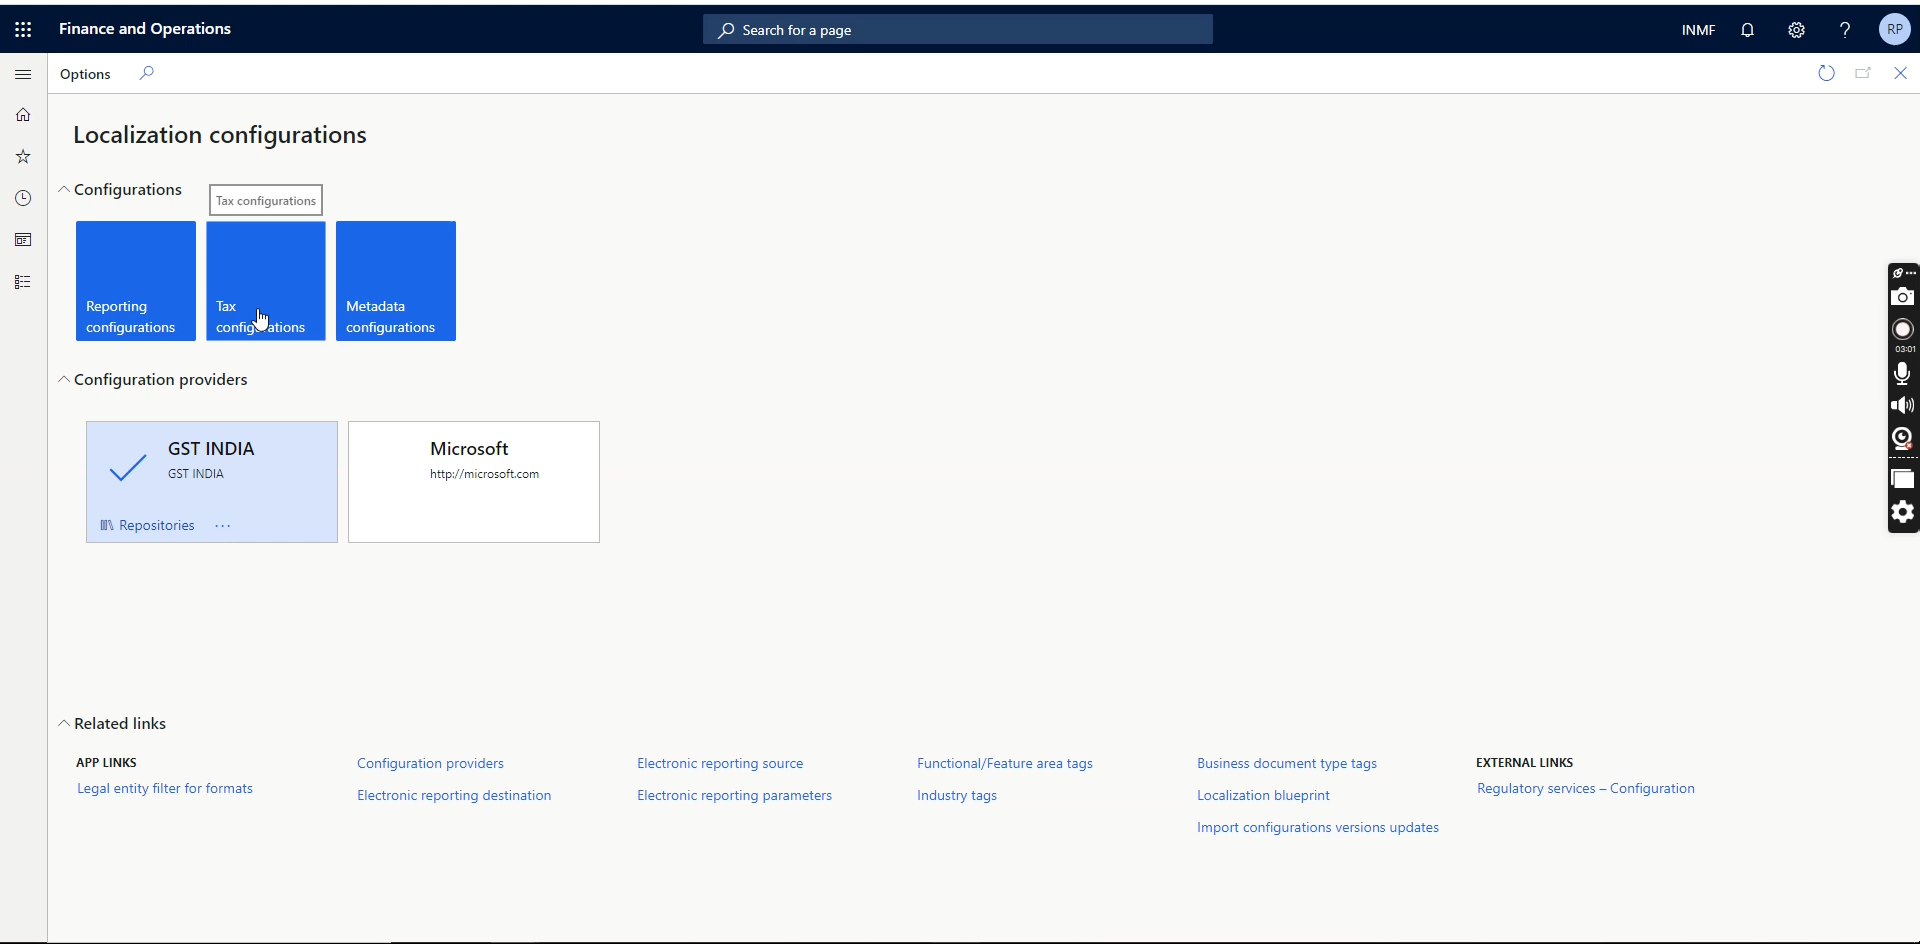 Finance and Operations
Search for a page
INMF
RP
Options
Localization configurations
Configurations
Tax configurations
Reporting
configurations
Tax
configurations
Metadata
configurations
03:01
Configuration providers
GST INDIA
GST INDIA
Repositories
Microsoft
http://microsoft.com
Related links
APP LINKS
Legal entity filter for formats
Configuration providers
Electronic reporting destination
Electronic reporting source
Electronic reporting parameters
Functional/Feature area tags
Industry tags
Business document type tags
Localization blueprint
Import configurations versions updates
EXTERNAL LINKS
Regulatory services – Configuration